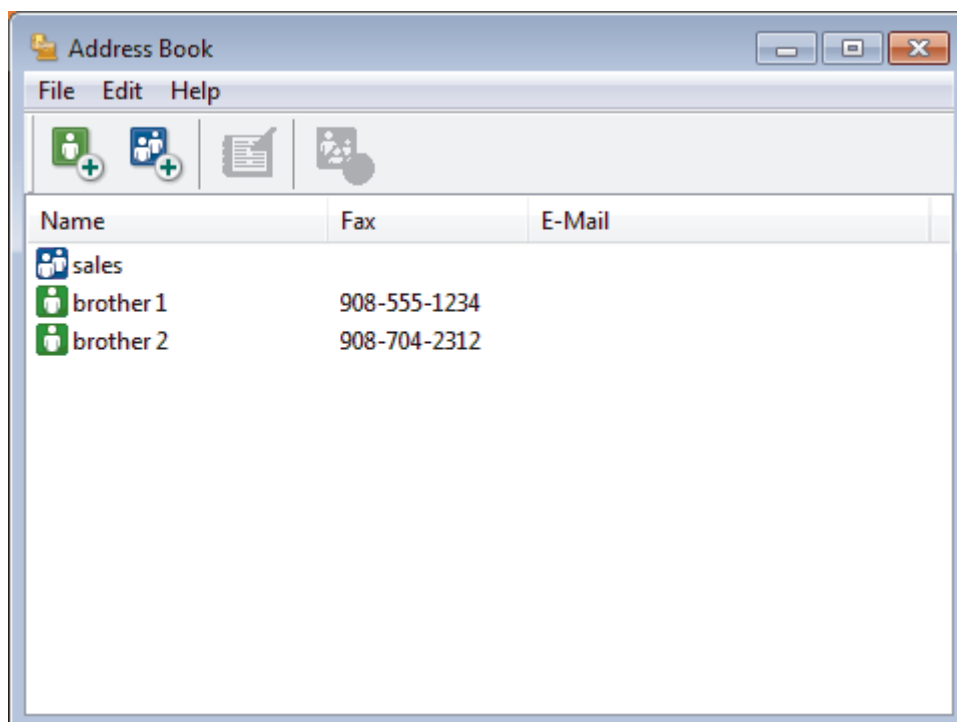 Address Book
File Edit Help
Name Fax E-Mail
sales
brother 1 908-555-1234
brother 2 908-704-2312